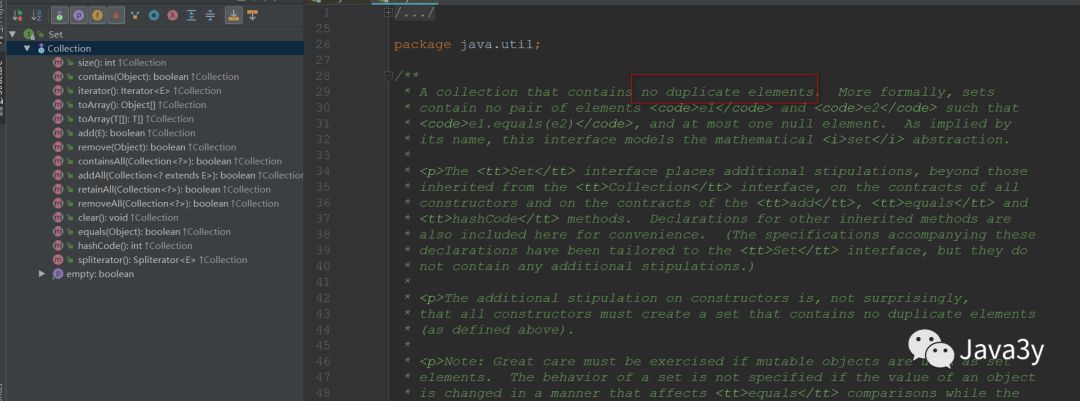 Set
Collection
size(): int ↑Collection
contains(Object): boolean ↑Collection
iterator(): Iterator<E> ↑Collection
toArray(): Object[] ↑Collection
toArray(T[]): T[] ↑Collection
add(E): boolean ↑Collection
remove(Object): boolean ↑Collection
containsAll(Collection<?>): boolean ↑Collection
addAll(Collection<? extends E>): boolean ↑Collection
retainAll(Collection<?>): boolean ↑Collection
removeAll(Collection<?>): boolean ↑Collection
clear(): void ↑Collection
equals(Object): boolean ↑Collection
hashCode(): int ↑Collection
spliterator(): Spliterator<E> ↑Collection
empty: boolean
1 /.../
25
26 package java.util;
27
28 /**
29 * A collection that contains no duplicate elements. More formally, sets
30 * contain no pair of elements <code>e1</code> and <code>e2</code> such that
31 * <code>e1.equals(e2)</code>, and at most one null element. As implied by
32 * its name, this interface models the mathematical <i>set</i> abstraction.
33 *
34 * <p>The <tt>Set</tt> interface places additional stipulations, beyond those
35 * inherited from the <tt>Collection</tt> interface, on the contracts of all
36 * constructors and on the contracts of the <tt>add</tt>, <tt>equals</tt> and
37 * <tt>hashCode</tt> methods. Declarations for other inherited methods are
38 * also included here for convenience. (The specifications accompanying these
39 * declarations have been tailored to the <tt>Set</tt> interface, but they do
40 * not contain any additional stipulations.)
41 *
42 * <p>The additional stipulation on constructors is, not surprisingly,
43 * that all constructors must create a set that contains no duplicate elements
44 * (as defined above).
45 *
46 * <p>Note: Great care must be exercised if mutable objects are as set
47 * elements. The behavior of a set is not specified if the value of an object
48 * is changed in a manner that affects <tt>equals</tt> comparisons while the
Java3y